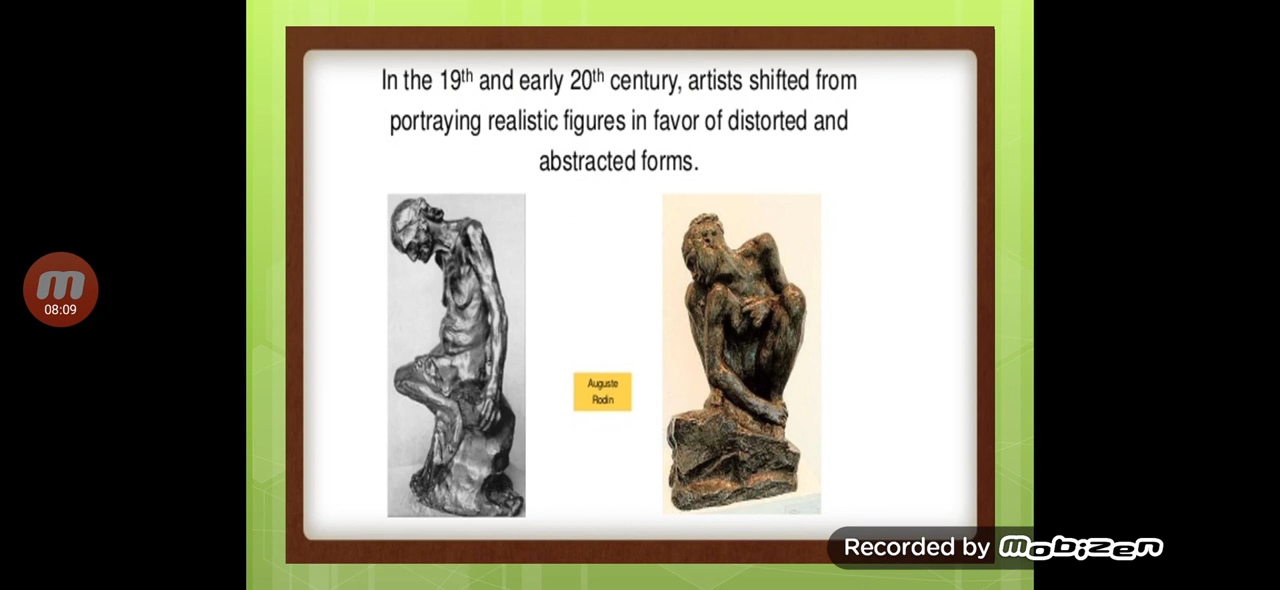 In the 19th and early 20th century, artists shifted from
portraying realistic figures in favor of distorted and
abstracted forms.
Auguste
Rodin
m
08:09
Recorded by mobizen